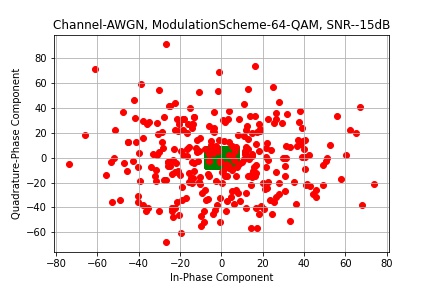 Channel-AWGN, ModulationScheme-64-QAM, SNR--15dB
Quadrature-Phase Component
80
60
40
20
0
−20
−40
−60
−80 −60 −40 −20 0 20 40 60 80
In-Phase Component